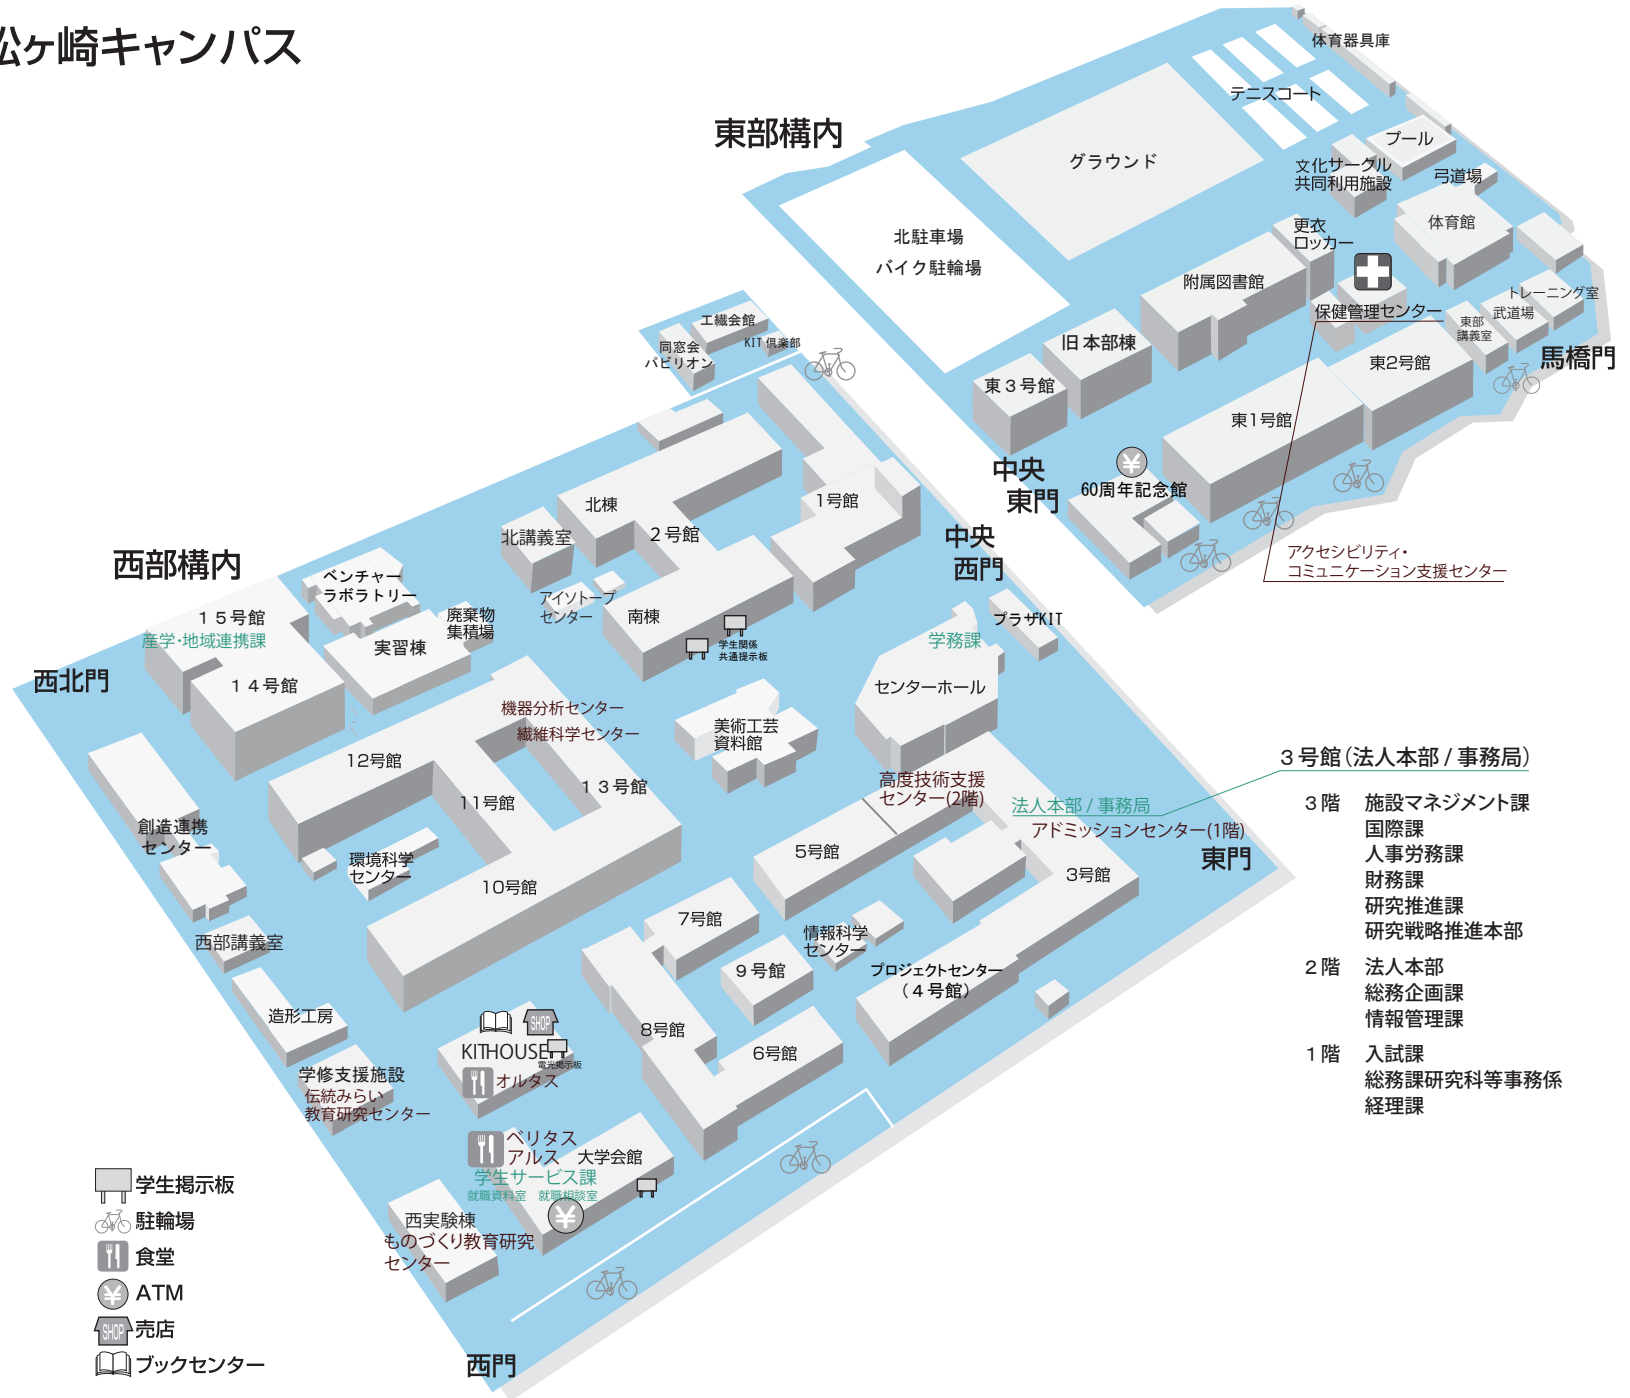 松ヶ崎キャンパス
東部構内
体育器具庫
テニスコート
グラウンド
プール
文化サークル
共同利用施設
弓道場
体育館
北駐車場
バイク駐輪場
更衣
ロッカー
附属図書館
保健管理センター
トレーニング室
武道場
東部
講義室
馬橋門
旧本部棟
東3号館
東2号館
東1号館
中央
東門
60周年記念館
アクセシビリティ・
コミュニケーション支援センター
工繊会館
KIT 倶楽部
同窓会
パビリオン
西部構内
北棟
2号館
1号館
北講義室
アイソトープ
センター
南棟
学生関係
共通提示板
中央
西門
プラザKIT
学務課
センターホール
ベンチャー
ラボラトリー
15号館
産学・地域連携課
廃棄物
集積場
実習棟
14号館
西北門
機器分析センター
繊維科学センター
美術工芸
資料館
12号館
11号館
13号館
高度技術支援
センター(2階)
法人本部 / 事務局
アドミッションセンター(1階)
東門
創造連携
センター
環境科学
センター
10号館
5号館
3号館
西部講義室
7号館
情報科学
センター
9号館
プロジェクトセンター
(4号館)
造形工房
8号館
6号館
KITHOUSE
SHOP
電光掲示板
オルタス
学修支援施設
伝統みらい
教育研究センター
ベリタス
アルス
大学会館
学生サービス課
就職資料室 就職相談室
西実験棟
ものづくり教育研究
センター
西門
3号館(法人本部 / 事務局)
3階 施設マネジメント課
国際課
人事労務課
財務課
研究推進課
研究戦略推進本部
2階 法人本部
総務企画課
情報管理課
1階 入試課
総務課研究科等事務係
経理課
学生掲示板
駐輪場
食堂
¥ ATM
SHOP 売店
ブックセンター